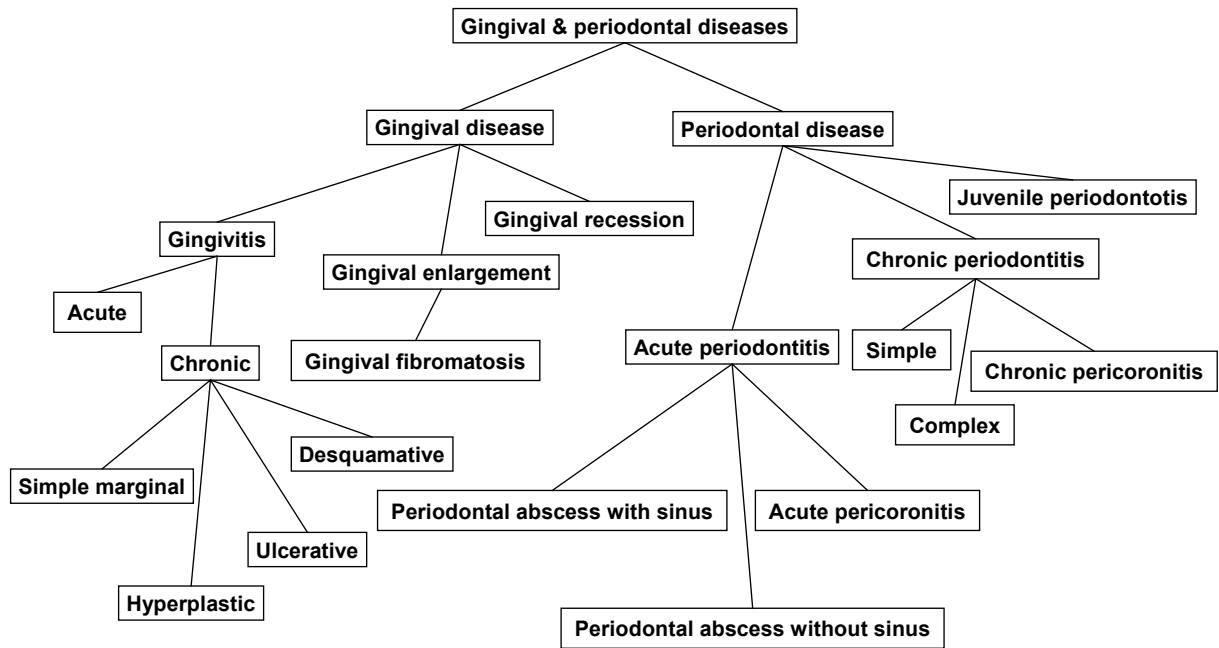 Gingival & periodontal diseases
Gingival disease
Periodontal disease
Juvenile periodontotis
Gingival recession
Gingivitis
Chronic periodontitis
Gingival enlargement
Acute
Acute periodontitis
Simple
Chronic
Gingival fibromatosis
Chronic pericoronitis
Complex
Desquamative
Simple marginal
Periodontal abscess with sinus
Acute pericoronitis
Ulcerative
Hyperplastic
Periodontal abscess without sinus